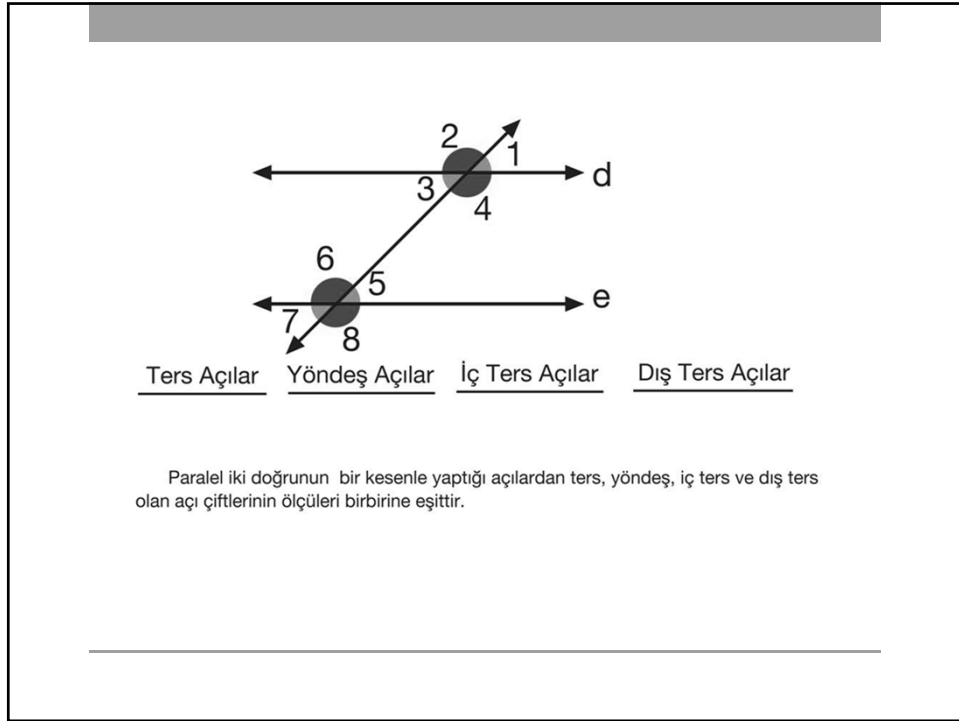 2
1
d
3
4
6
5
e
7
8
Ters Açılar Yöndeş Açılar İç Ters Açılar Dış Ters Açılar
Paralel iki doğrunun bir kesenle yaptığı açılardan ters, yöndeş, iç ters ve dış ters
olan açı çiftlerinin ölçüleri birbirine eşittir.